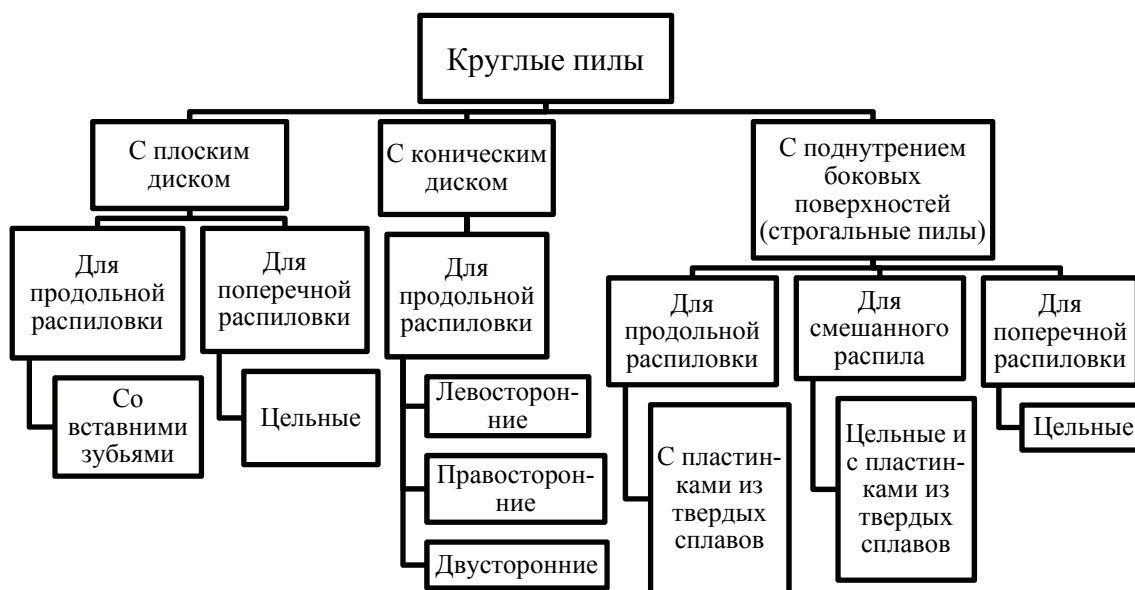 Круглые пилы
С плоским
диском
С коническим
диском
С поднутрением
боковых
поверхностей
(строгальные пилы)
Для
продольной
распиловки
Для
поперечной
распиловки
Для
продольной
распиловки
Для
продольной
распиловки
Для
смешанного
распила
Для
поперечной
распиловки
Со
вставними
зубьями
Цельные
Левосторон-
ние
Правосторон-
ние
Двусторонние
С пластин-
ками из
твердых
сплавов
Цельные и
с пластин-
ками из
твердых
сплавов
Цельные